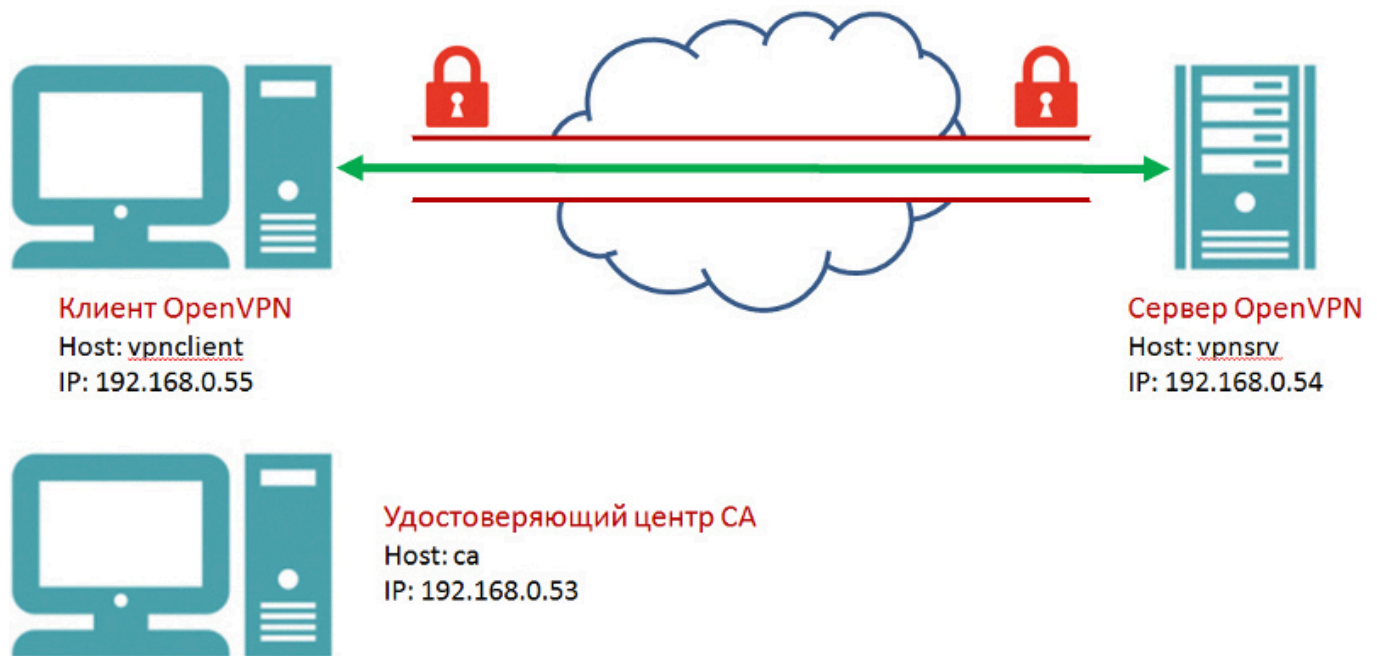 Клиент OpenVPN
Host: vpnclient
IP: 192.168.0.55
Сервер OpenVPN
Host: vpnsrv
IP: 192.168.0.54
Удостоверяющий центр CA
Host: ca
IP: 192.168.0.53